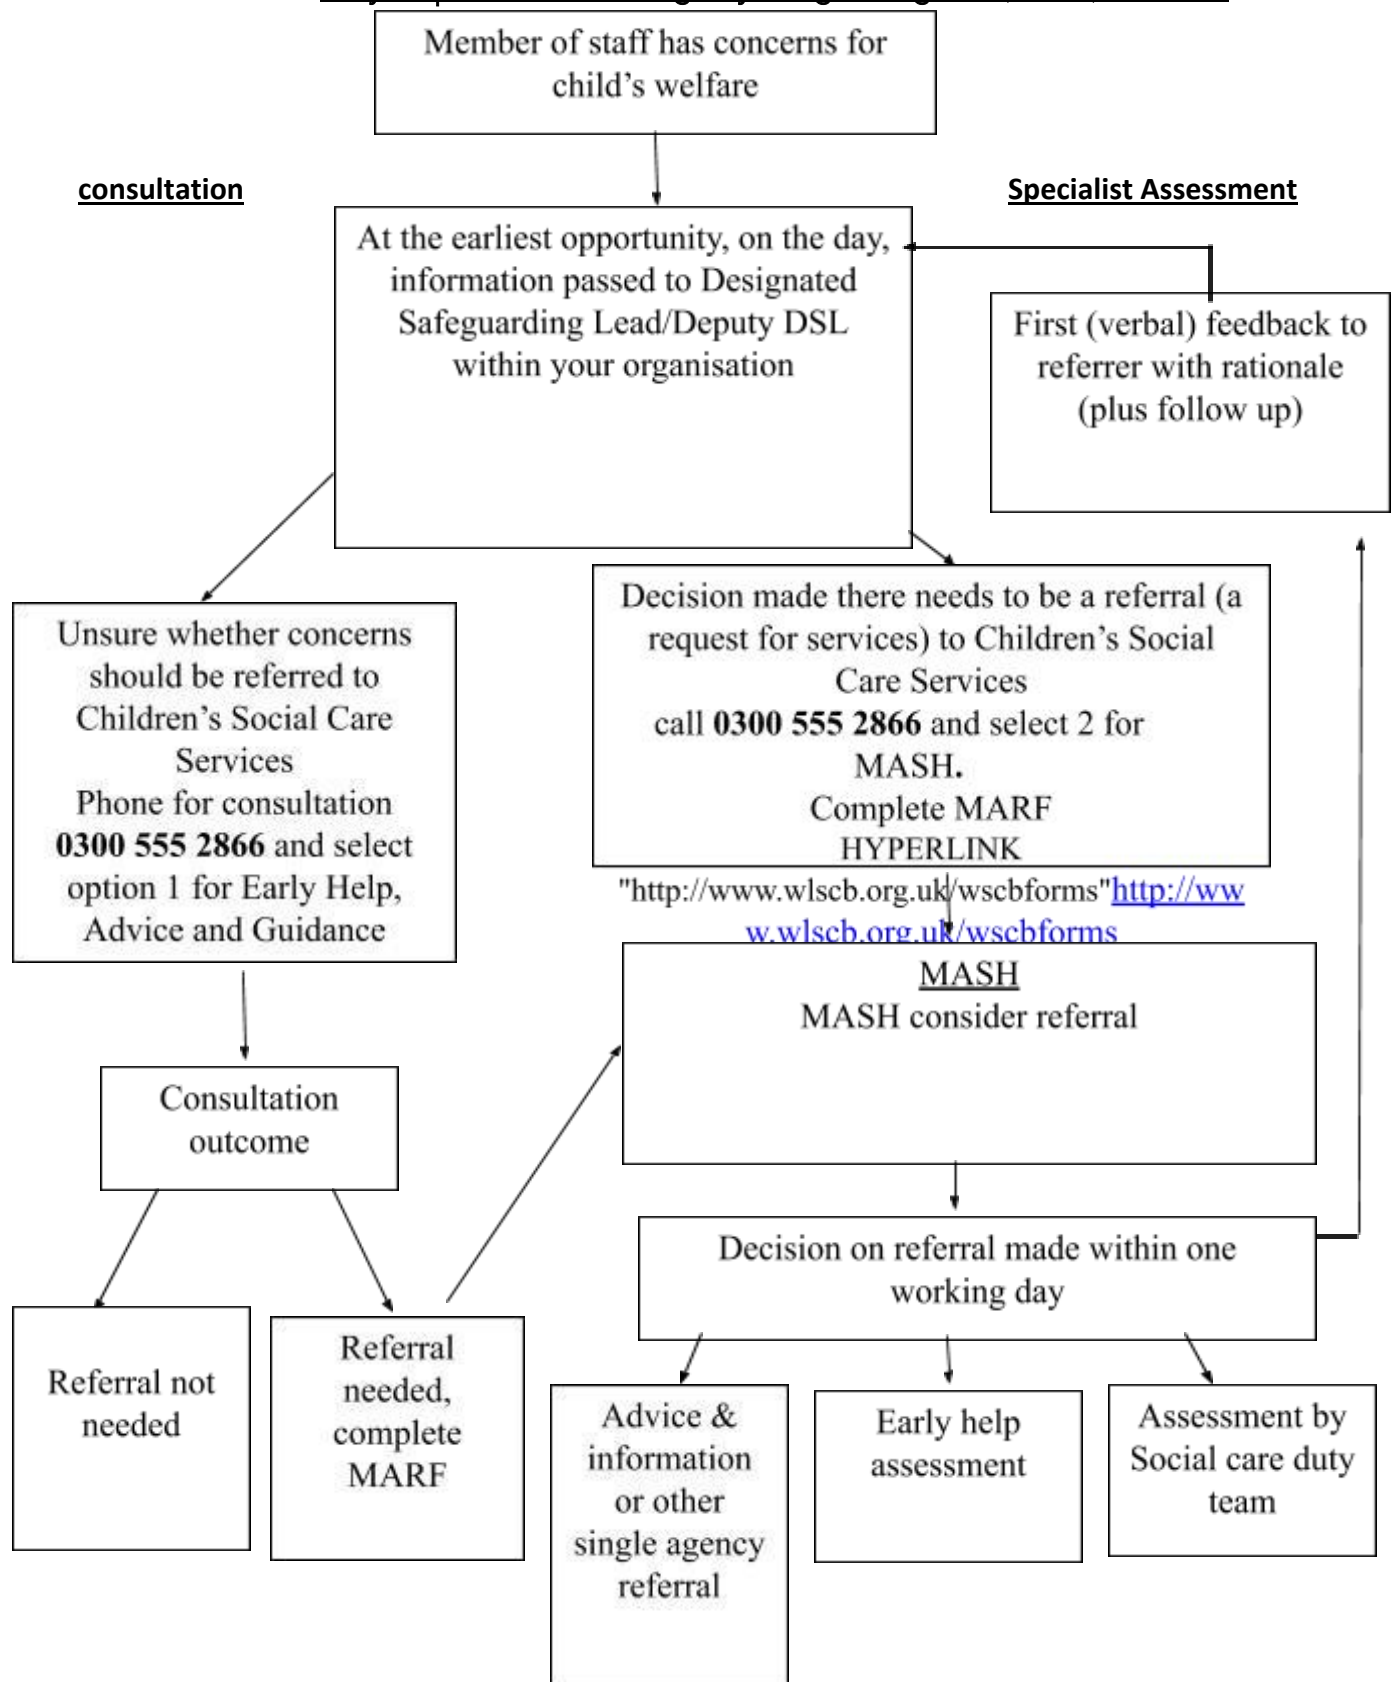 Member of staff has concerns for
child’s welfare
consultation
Specialist Assessment
At the earliest opportunity, on the day,
information passed to Designated
Safeguarding Lead/Deputy DSL
within your organisation
First (verbal) feedback to
referrer with rationale
(plus follow up)
Unsure whether concerns
should be referred to
Children’s Social Care
Services
Phone for consultation
0300 555 2866 and select
option 1 for Early Help,
Advice and Guidance
Decision made there needs to be a referral (a
request for services) to Children’s Social
Care Services
call 0300 555 2866 and select 2 for
MASH.
Complete MARF
HYPERLINK
"http://www.wlscb.org.uk/wscbforms"http://ww
w.wlscb.org.uk/wscbforms
MASH
MASH consider referral
Consultation
outcome
Decision on referral made within one
working day
Referral not
needed
Referral
needed,
complete
MARF
Advice &
information
or other
single agency
referral
Early help
assessment
Assessment by
Social care duty
team